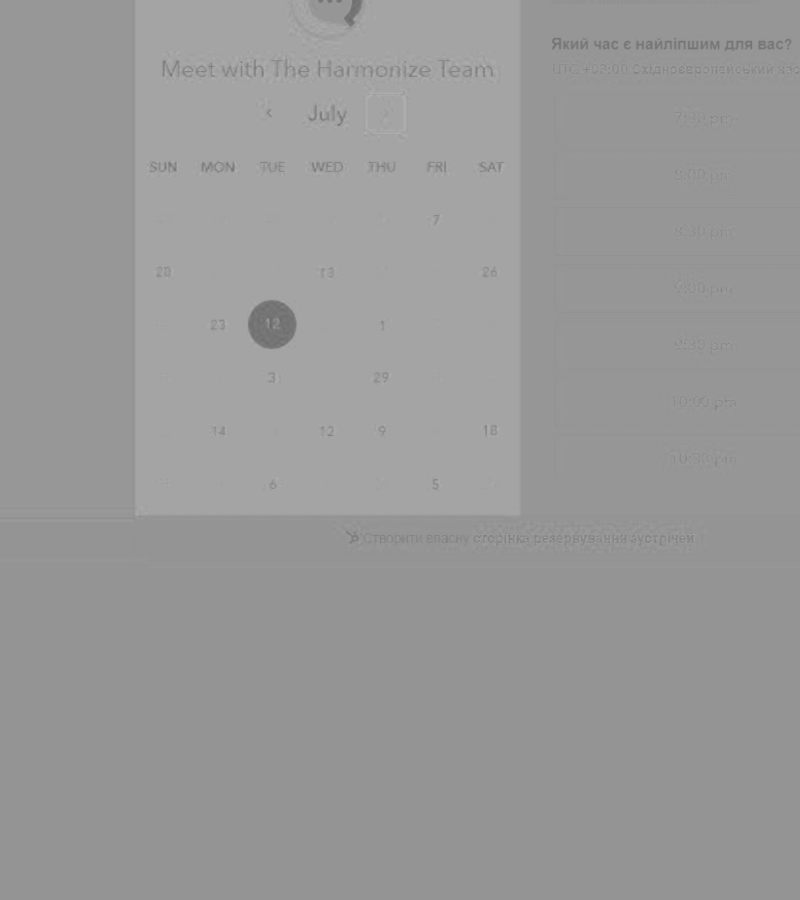 Який час є найліпшим для вас?
Meet with The Harmonize Team
UTC +03:00 Східноєвропейський час
July
7:30 pm
SUN MON TUE WED THU FRI SAT
8:00 pm
7
8:30 pm
20 13 26
9:00 pm
23 12 1
9:30 pm
3 29
10:00 pm
14 12 9 18
10:30 pm
6 5
Створити власну сторінку резервування зустрічей